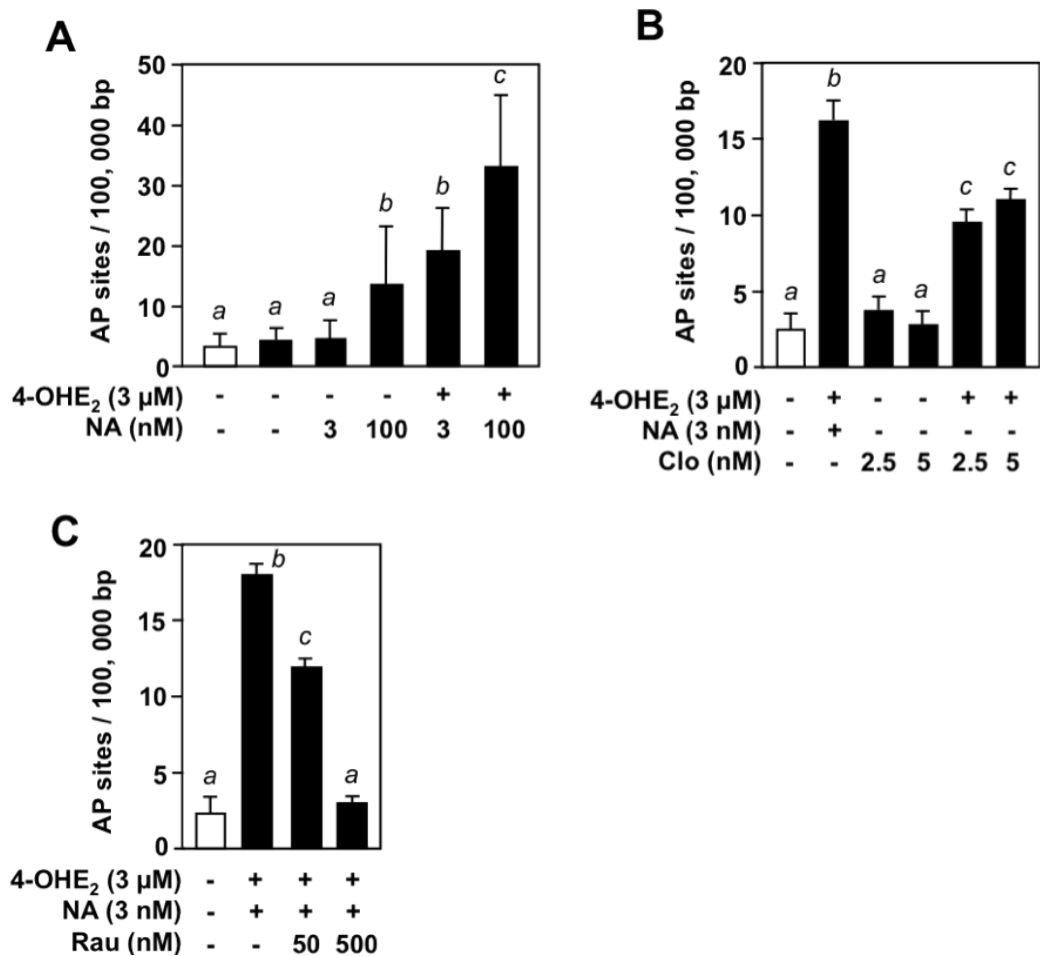 A
AP sites / 100, 000 bp
50
40
30
20
10
0
a
a
a
b
b
c
4-OHE2 (3 µM) - - - - + +
NA (nM) - - 3 100 3 100
B
AP sites / 100, 000 bp
20
15
10
5
0
a
b
a
a
c
c
4-OHE2 (3 µM) - + - - + +
NA (3 nM) - + - - - -
Clo (nM) - - 2.5 5 2.5 5
C
AP sites / 100, 000 bp
20
15
10
5
0
a
b
c
a
4-OHE2 (3 µM) - + + +
NA (3 nM) - + + +
Rau (nM) - - 50 500